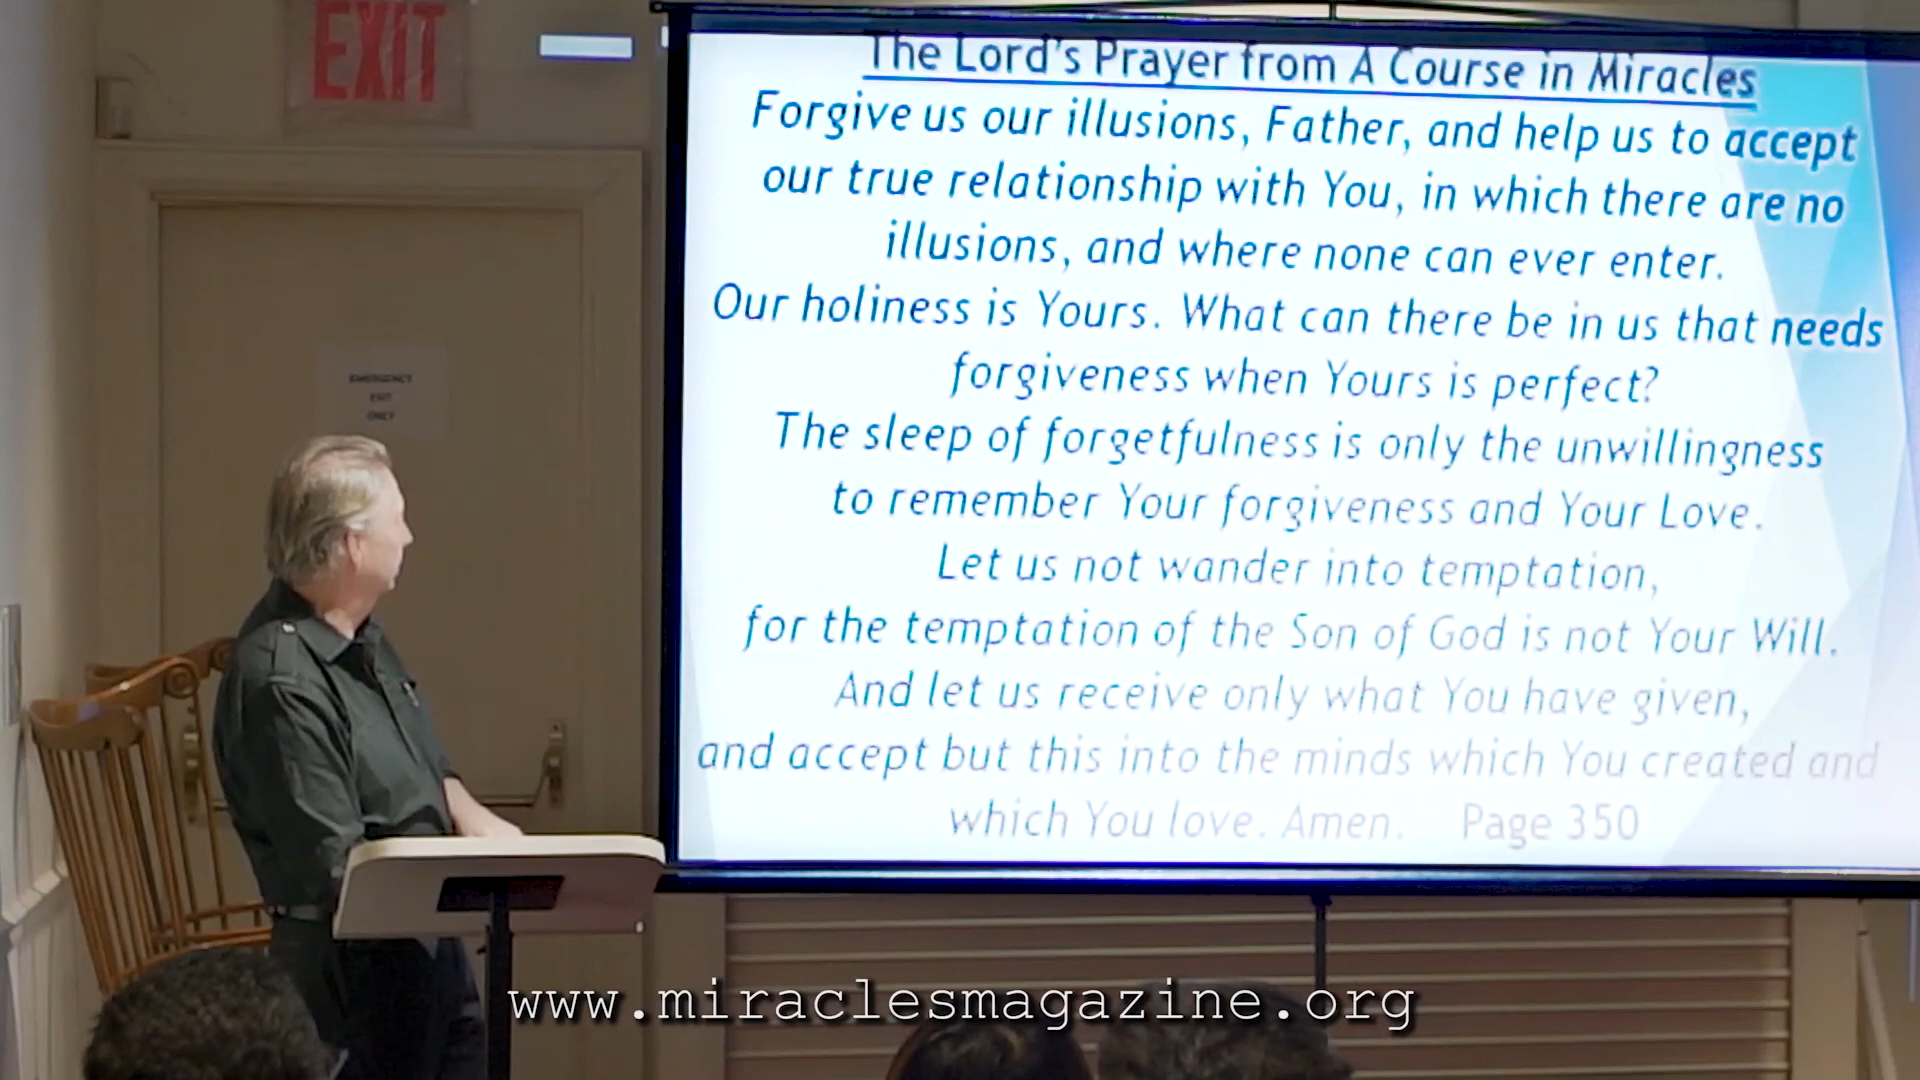 EXIT
The Lord's Prayer from A Course in Miracles
Forgive us our illusions, Father, and help us to accept
our true relationship with You, in which there are no
illusions, and where none can ever enter.
Our holiness is Yours. What can there be in us that needs
forgiveness when Yours is perfect?
The sleep of forgetfulness is only the unwillingness
to remember Your forgiveness and Your Love.
Let us not wander into temptation,
for the temptation of the Son of God is not Your Will.
And let us receive only what You have given,
and accept but this into the minds which You created and
which You love. Amen. Page 350
EMERGENCY
EXIT
ONLY
www.miraclesmagazine.org